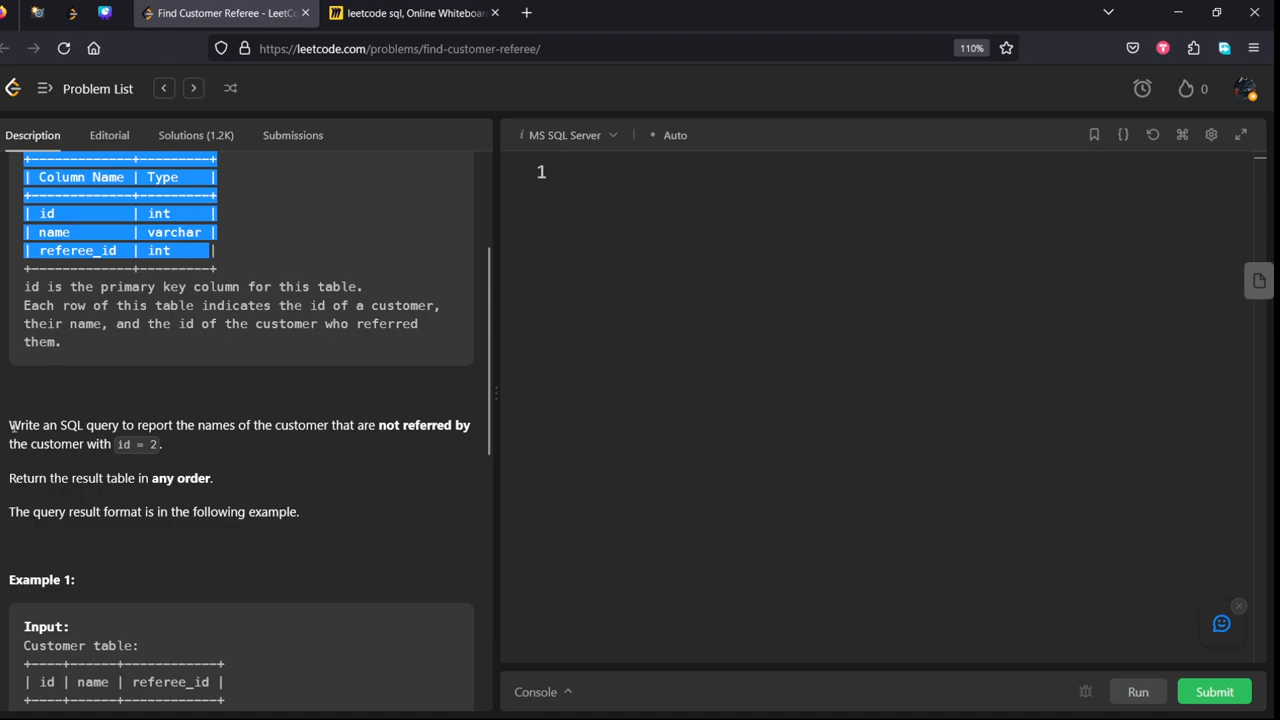 Find Customer Referee - LeetCo
leetcode sql, Online Whiteboar
https://leetcode.com/problems/find-customer-referee/
110%
Problem List
0
Description
Editorial
Solutions (1.2K)
Submissions
MS SQL Server
Auto
+-------------+---------+
| Column Name | Type    |
+-------------+---------+
| id          | int     |
| name        | varchar |
| referee_id  | int     |
+-------------+---------+
id is the primary key column for this table.
Each row of this table indicates the id of a customer,
their name, and the id of the customer who referred
them.
Write an SQL query to report the names of the customer that are not referred by
the customer with id = 2.
Return the result table in any order.
The query result format is in the following example.
Example 1:
Input:
Customer table:
+----+------+------------+
| id | name | referee_id |
+----+------+------------+
1
Console
Run
Submit